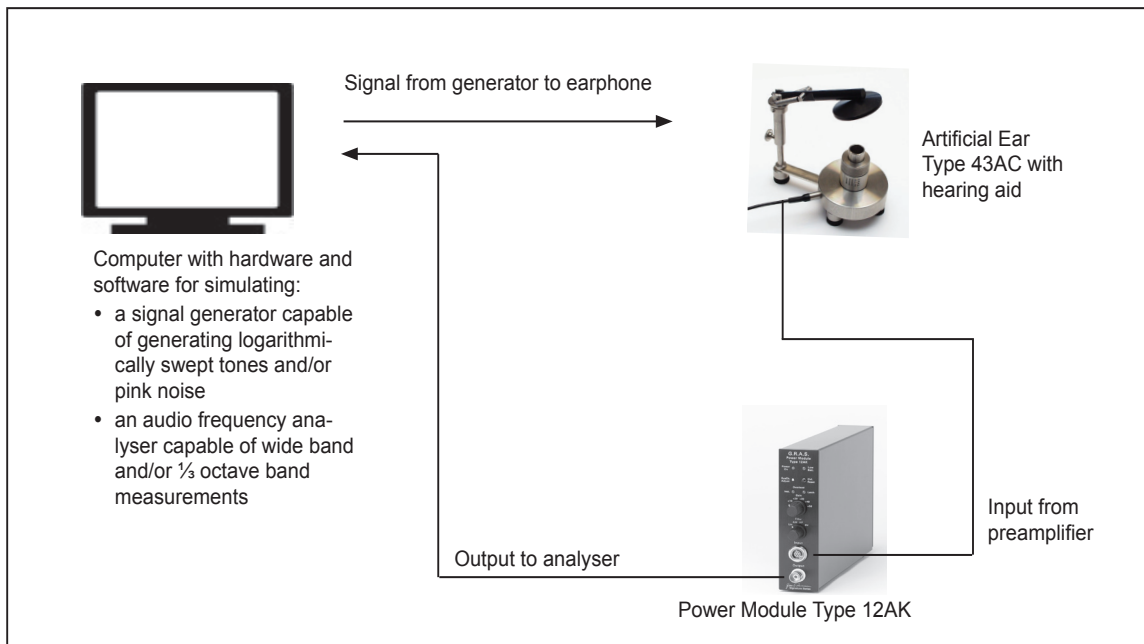 Signal from generator to earphone
Artificial Ear
Type 43AC with
hearing aid
Computer with hardware and
software for simulating:
• a signal generator capable
of generating logarithmi-
cally swept tones and/or
pink noise
• an audio frequency ana-
lyser capable of wide band
and/or ⅓ octave band
measurements
G.R.A.S.
Power Module
Type 12AK
Input from
preamplifier
Output to analyser
Power Module Type 12AK